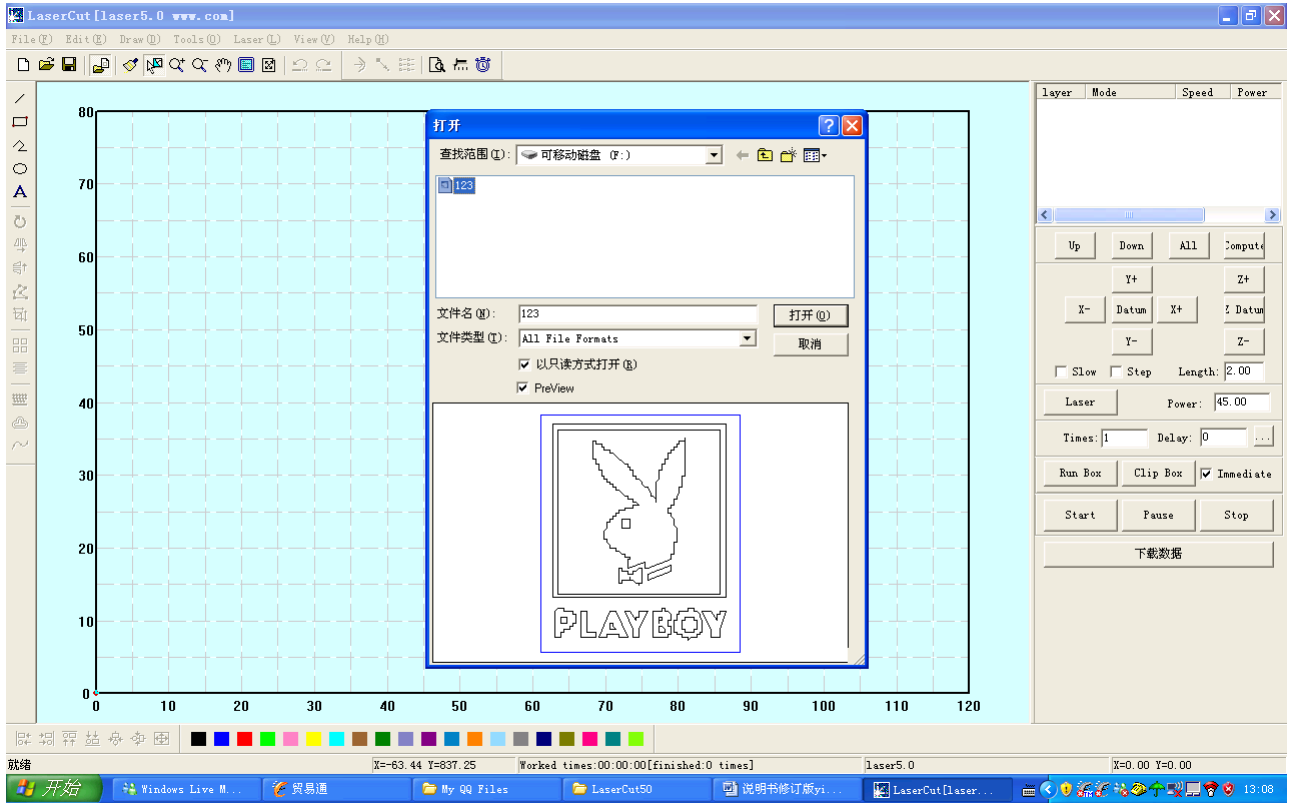 LaserCut[laser5.0 www.com]
File(F) Edit(E) Draw(D) Tools(O) Laser(L) View(V) Help(H)
80
70
60
50
40
30
20
10
0
0 10 20 30 40 50 60 70 80 90 100 110 120
打开
查找范围(I): 可移动磁盘 (F:)
123
文件名(N): 123 打开(O)
文件类型(T): All File Formats 取消
以只读方式打开(R)
PreView
PLAYBOY
layer Mode Speed Power
Up Down All Compute
Y+ Z+
X- Datum X+ Z Datum
Y- Z-
Slow Step Length: 2.00
Laser Power: 45.00
Times: 1 Delay: 0 ...
Run Box Clip Box Immediate
Start Pause Stop
下载数据
就绪 X=-63.44 Y=837.25 Worked times:00:00:00[finished:0 times] laser5.0 X=0.00 Y=0.00
开始 Windows Live M... 贸易通 My QQ Files LaserCut50 说明书修订版yi... LaserCut[laser... 13:08